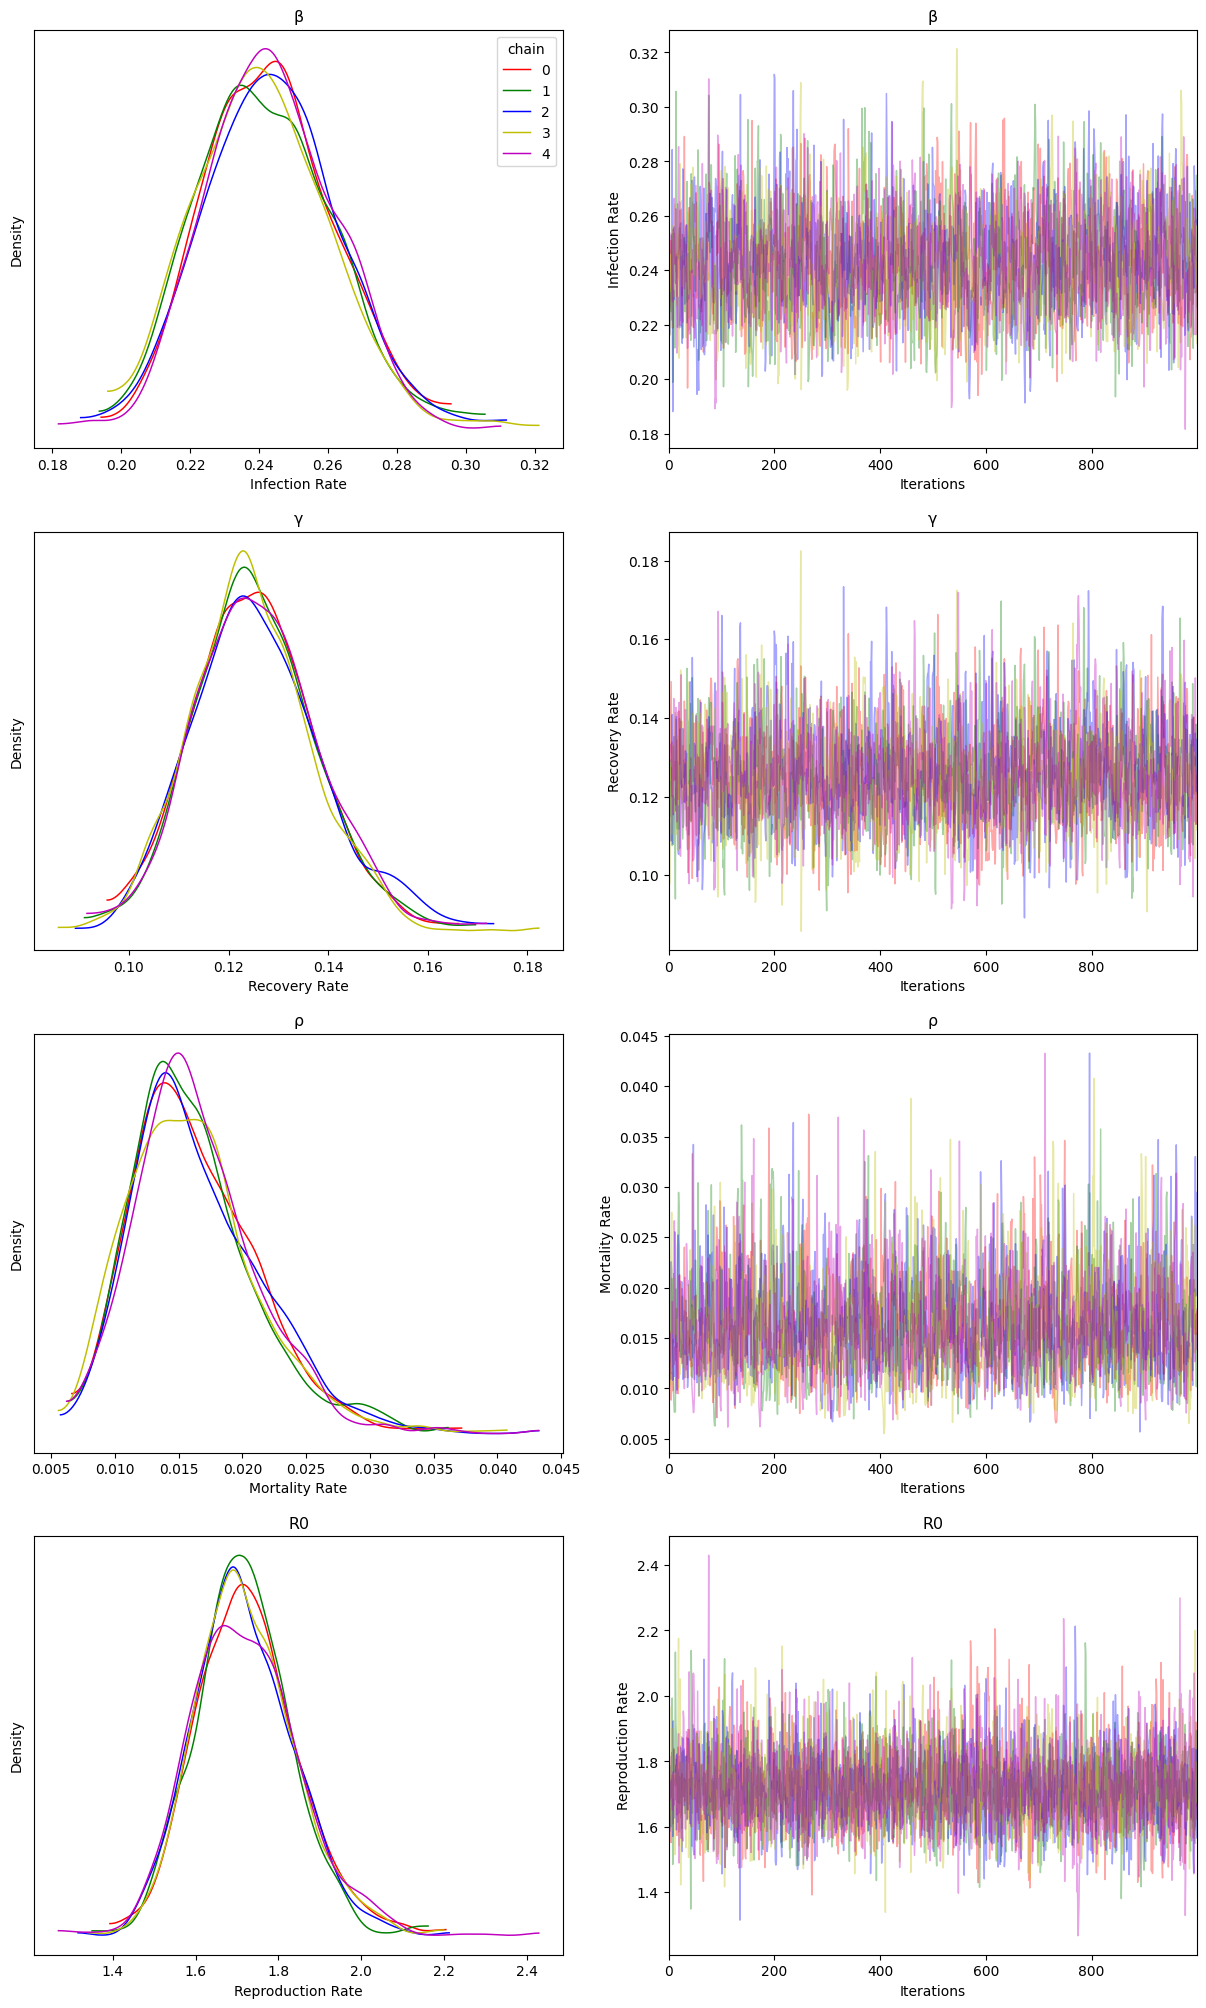 β
Density
chain
0
1
2
3
4
0.18 0.20 0.22 0.24 0.26 0.28 0.30 0.32
Infection Rate
β
Infection Rate
0.32
0.30
0.28
0.26
0.24
0.22
0.20
0.18
0 200 400 600 800
Iterations
γ
Density
0.10 0.12 0.14 0.16 0.18
Recovery Rate
γ
Recovery Rate
0.18
0.16
0.14
0.12
0.10
0 200 400 600 800
Iterations
ρ
Density
0.005 0.010 0.015 0.020 0.025 0.030 0.035 0.040 0.045
Mortality Rate
ρ
Mortality Rate
0.045
0.040
0.035
0.030
0.025
0.020
0.015
0.010
0.005
0 200 400 600 800
Iterations
R0
Density
1.4 1.6 1.8 2.0 2.2 2.4
Reproduction Rate
R0
Reproduction Rate
2.4
2.2
2.0
1.8
1.6
1.4
0 200 400 600 800
Iterations